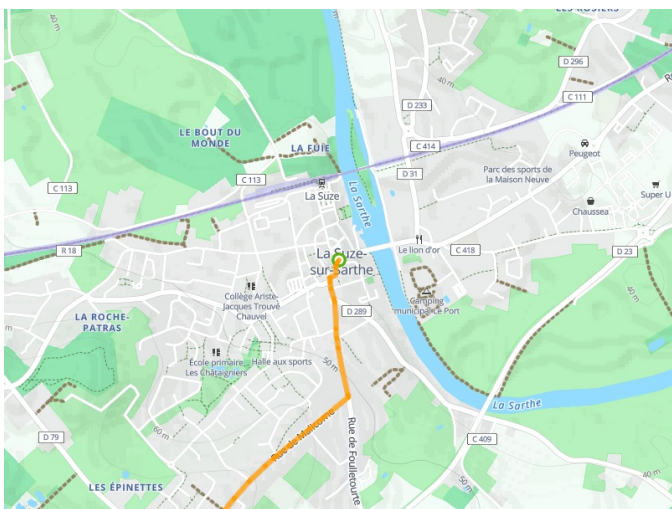 40 m
LES ROSIERS
D 296
40 m
C 111
D 233
LE BOUT DU
MONDE
LA FUIE
C 414
Peugeot
C 113
C 113
D 31
Parc des sports de
la Maison Neuve
La Suze
La Sarthe
Super U
Chaussea
R 18
La Suze-
sur-Sarthe
Le lion d'or
C 418
D 23
Collège Ariste-
Jacques Trouvé
Chauvel
Camping
municipal Le Port
D 289
40 m
LA ROCHE-
PATRAS
École primaire
Les Châtaigniers
Halle aux sports
50 m
La Sarthe
Rue de Malicorne
Rue de Foulletourte
60 m
D 79
C 409
50 m
LES ÉPINETTES